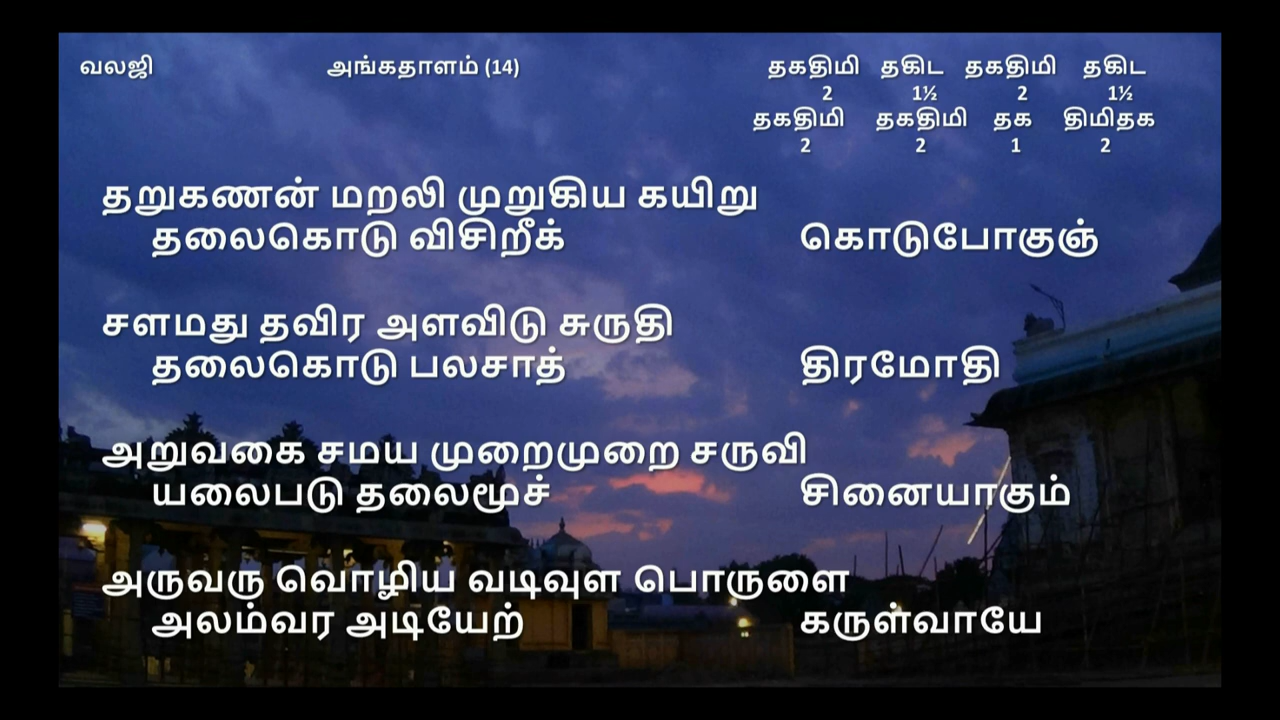 வலஜி அங்கதாளம் (14) தகதிமி தகிட தகதிமி தகிட
2 1½ 2 1½
தகதிமி தகதிமி தக திமிதக
2 2 1 2
தறுகணன் மறலி முறுகிய கயிறு
தலைகொடு விசிறீக் கொடுபோகுஞ்
சளமது தவிர அளவிடு சுருதி
தலைகொடு பலசாத் திரமோதி
அறுவகை சமய முறைமுறை சருவி
யலைபடு தலைமூச் சினையாகும்
அருவரு வொழிய வடிவுள பொருளை
அலம்வர அடியேற் கருள்வாயே